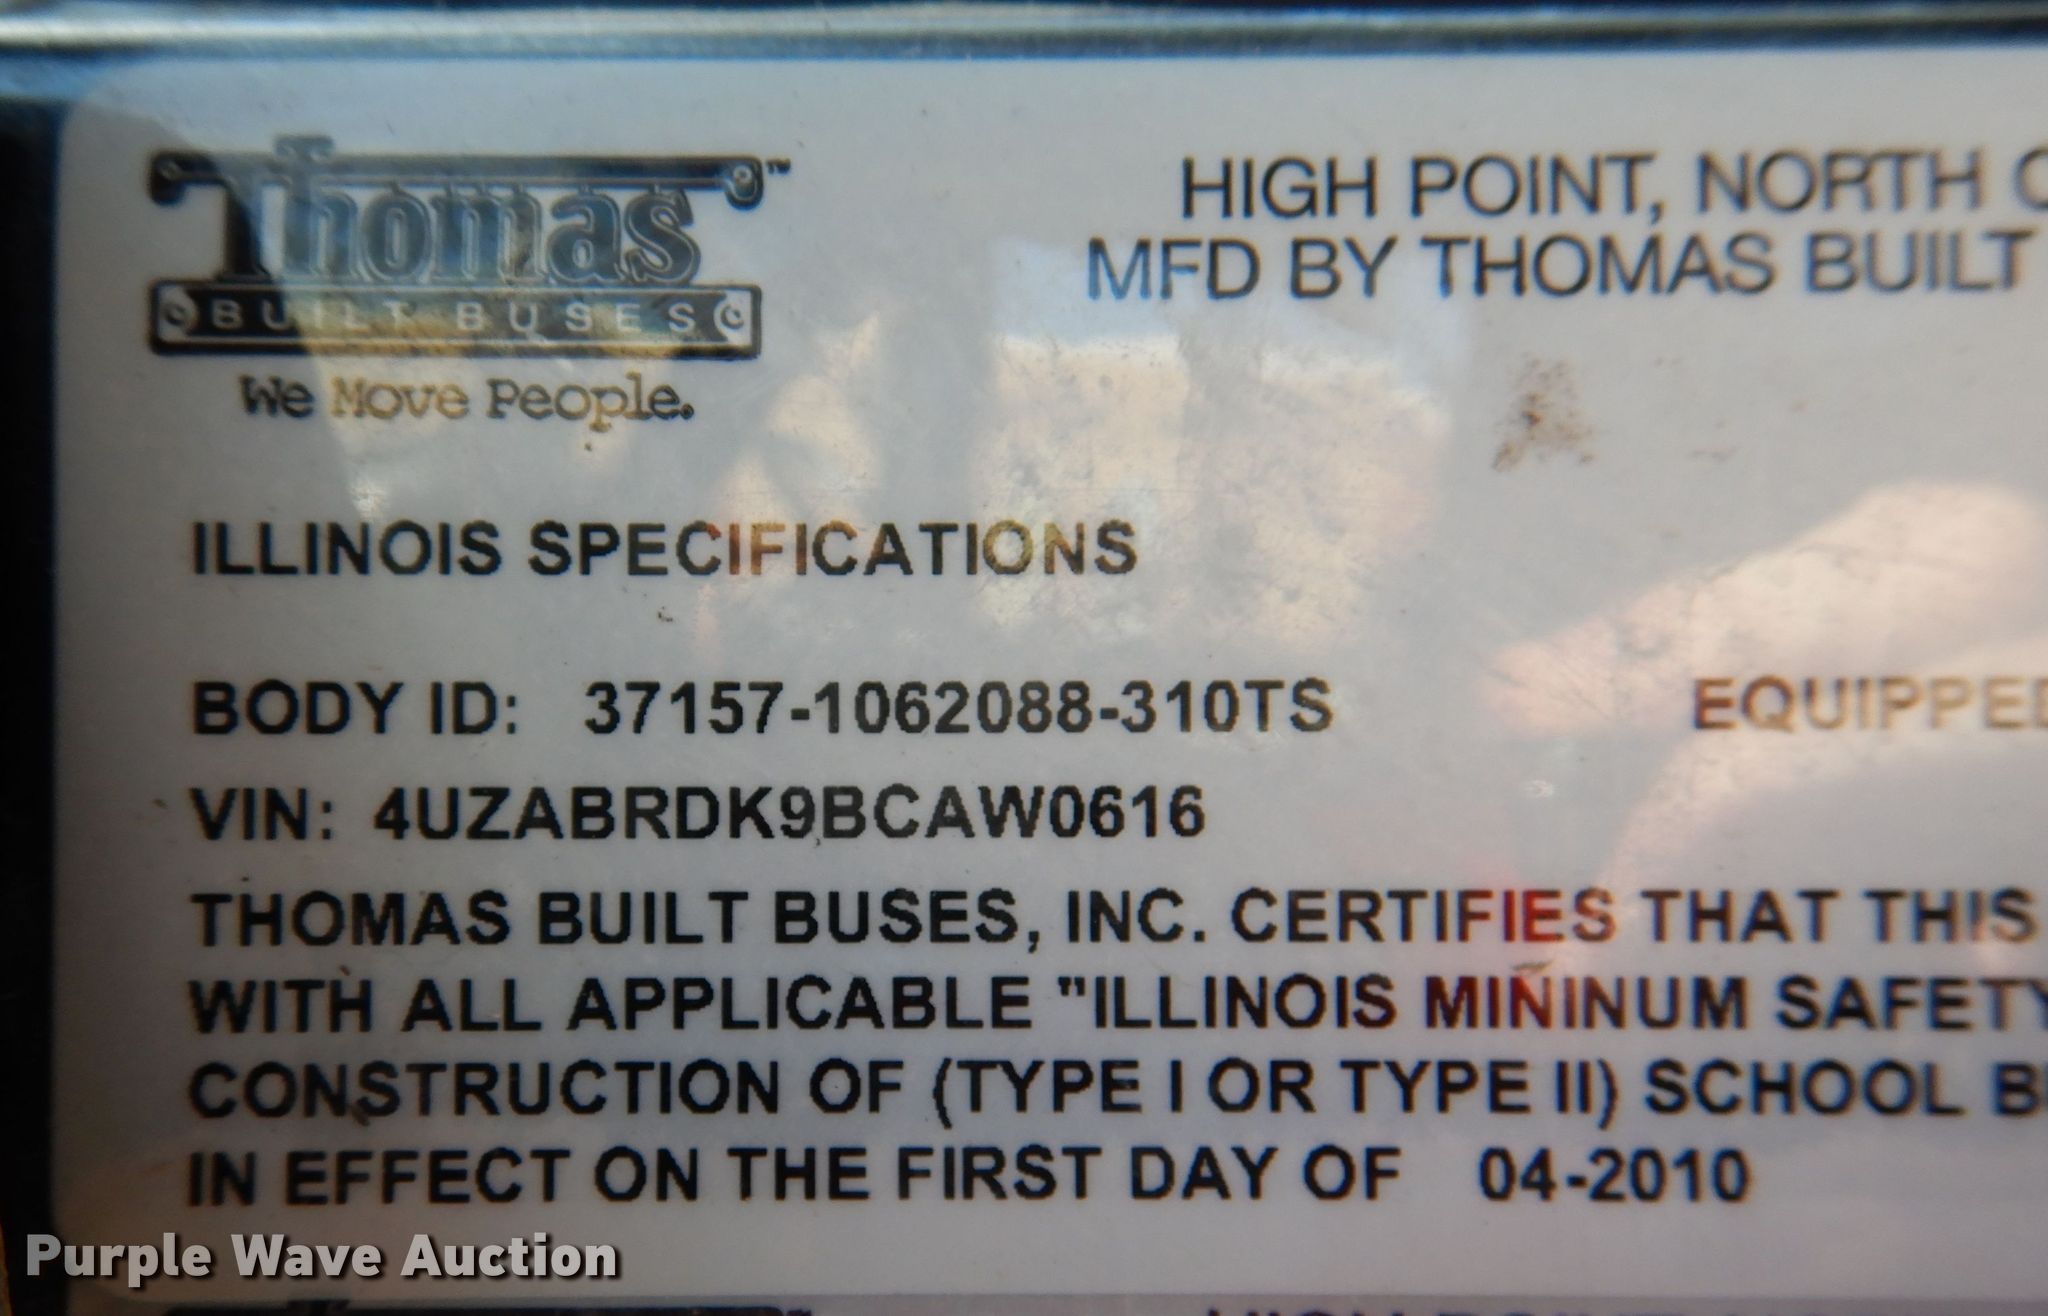 Thomas™
BUILT BUSES
We Move People.
HIGH POINT, NORTH C
MFD BY THOMAS BUILT
ILLINOIS SPECIFICATIONS
BODY ID: 37157-1062088-310TS
EQUIPPED
VIN: 4UZABRDK9BCAW0616
THOMAS BUILT BUSES, INC. CERTIFIES THAT THIS
WITH ALL APPLICABLE "ILLINOIS MININUM SAFETY
CONSTRUCTION OF (TYPE I OR TYPE II) SCHOOL B
IN EFFECT ON THE FIRST DAY OF 04-2010
Purple Wave Auction